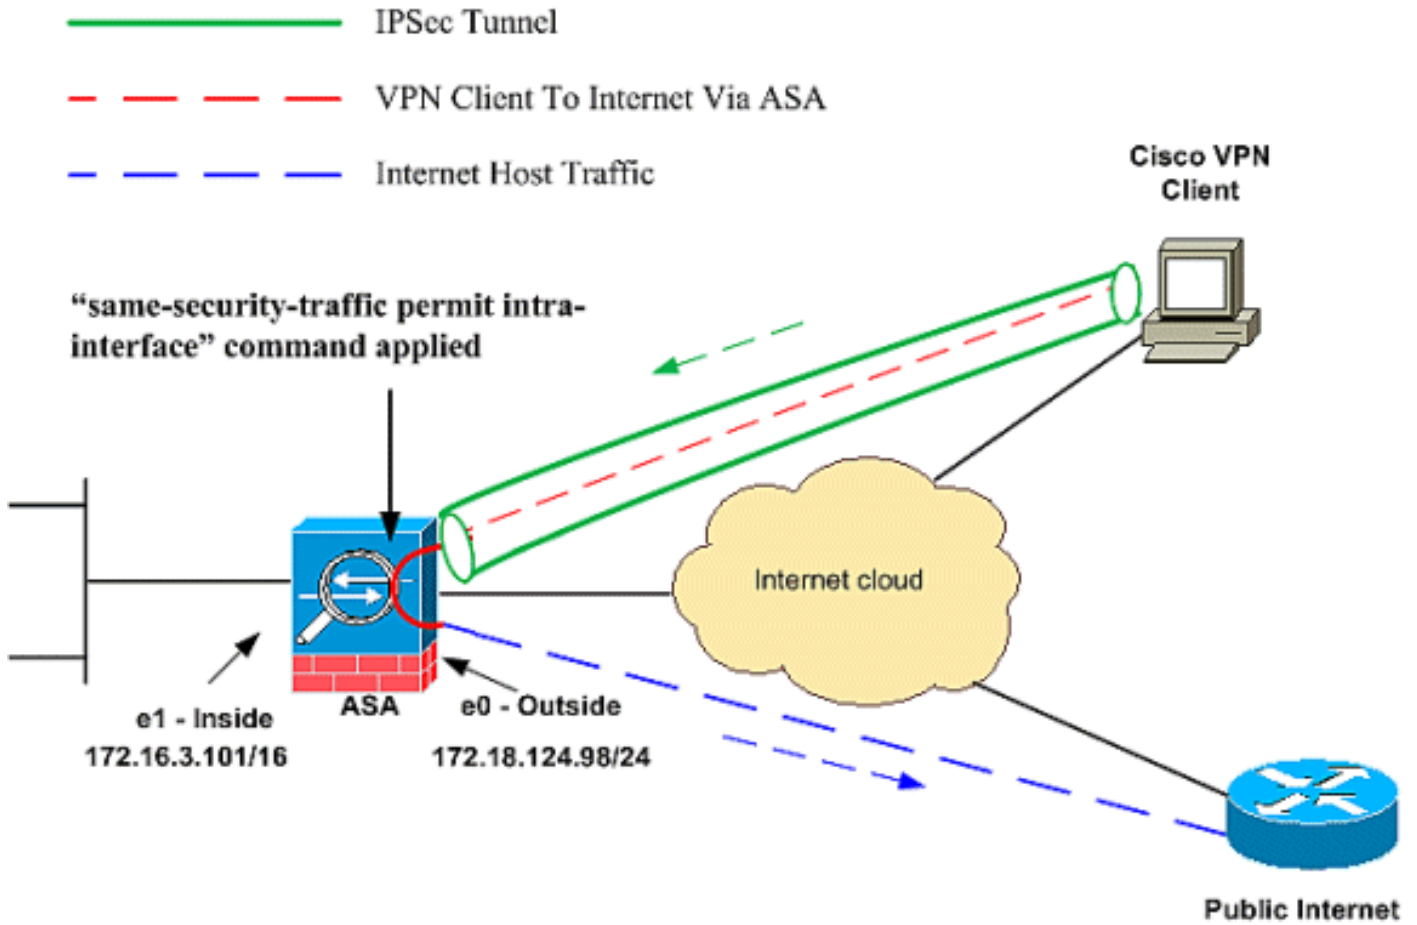 IPSec Tunnel
VPN Client To Internet Via ASA
Internet Host Traffic
Cisco VPN
Client
“same-security-traffic permit intra-
interface” command applied
Internet cloud
ASA
e1 - Inside
172.16.3.101/16
e0 - Outside
172.18.124.98/24
Public Internet